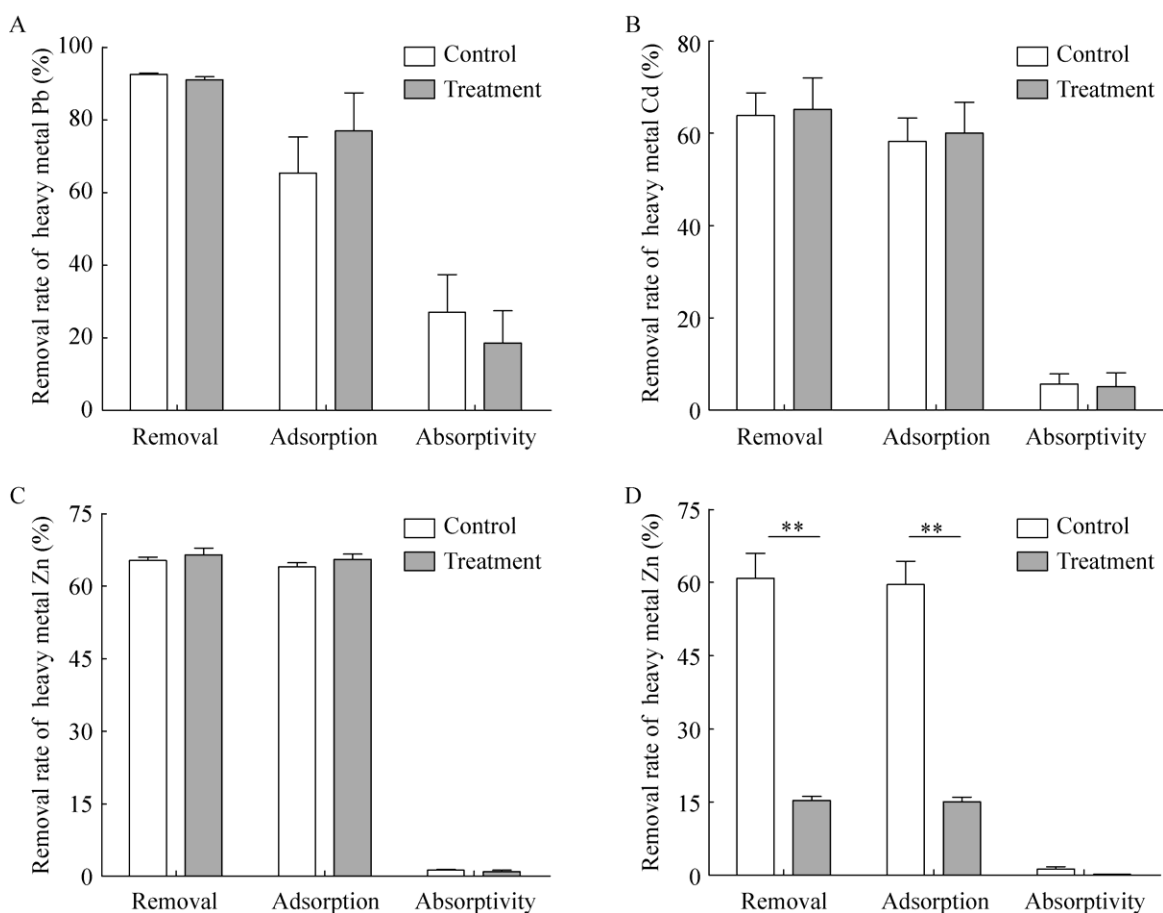 A
Removal rate of heavy metal Pb (%)
100
80
60
40
20
0
Control
Treatment
Removal
Adsorption
Absorptivity
B
Removal rate of heavy metal Cd (%)
80
60
40
20
0
Control
Treatment
Removal
Adsorption
Absorptivity
C
Removal rate of heavy metal Zn (%)
75
60
45
30
15
0
Control
Treatment
Removal
Adsorption
Absorptivity
D
Removal rate of heavy metal Zn (%)
75
60
45
30
15
0
**
**
Control
Treatment
Removal
Adsorption
Absorptivity